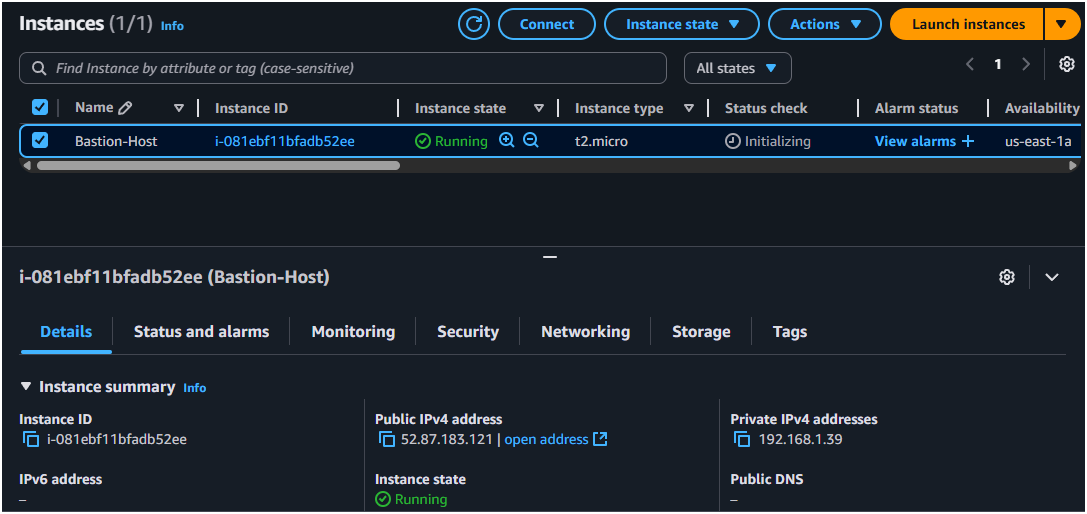 Instances (1/1) Info
Connect
Instance state
Actions
Launch instances
Find Instance by attribute or tag (case-sensitive)
All states
1
Name Instance ID Instance state Instance type Status check Alarm status Availability
Bastion-Host i-081ebf11bfadb52ee Running t2.micro Initializing View alarms + us-east-1a
i-081ebf11bfadb52ee (Bastion-Host)
Details Status and alarms Monitoring Security Networking Storage Tags
Instance summary Info
Instance ID Public IPv4 address Private IPv4 addresses
i-081ebf11bfadb52ee 52.87.183.121 | open address 192.168.1.39
IPv6 address Instance state Public DNS
– Running –